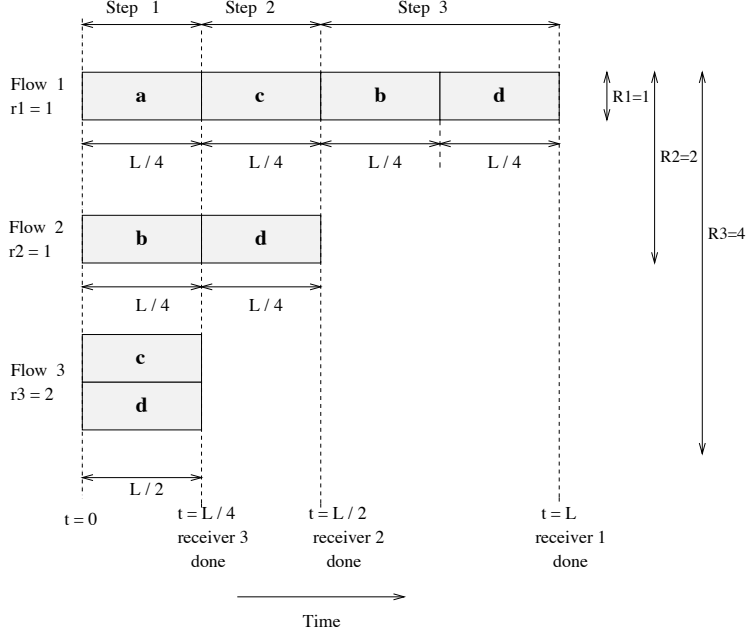 Step 1
Step 2
Step 3
Flow 1
r1 = 1
a
c
b
d
R1=1
L / 4
L / 4
L / 4
L / 4
R2=2
Flow 2
r2 = 1
b
d
R3=4
L / 4
L / 4
Flow 3
r3 = 2
c
d
L / 2
t = 0
t = L / 4
receiver 3
done
t = L / 2
receiver 2
done
t = L
receiver 1
done
Time